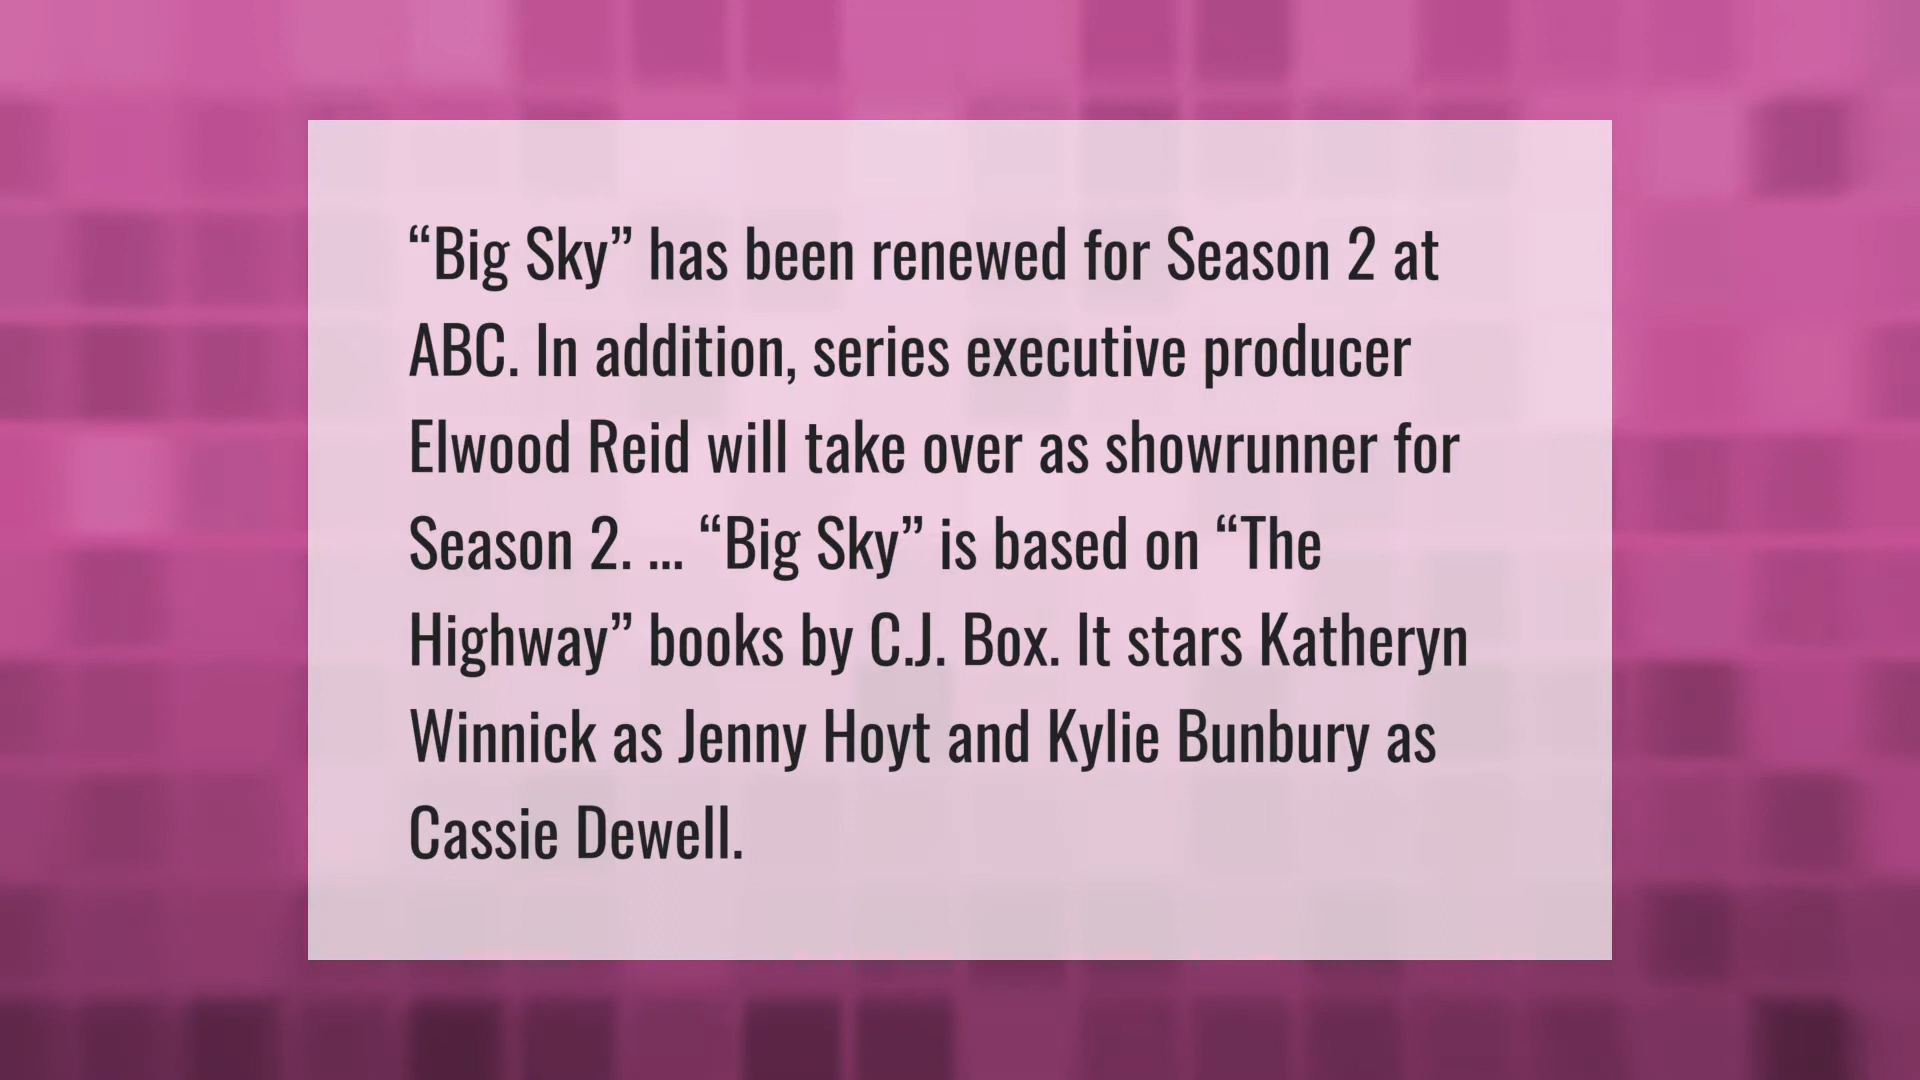 “Big Sky” has been renewed for Season 2 at
ABC. In addition, series executive producer
Elwood Reid will take over as showrunner for
Season 2. ... “Big Sky” is based on “The
Highway” books by C.J. Box. It stars Katheryn
Winnick as Jenny Hoyt and Kylie Bunbury as
Cassie Dewell.